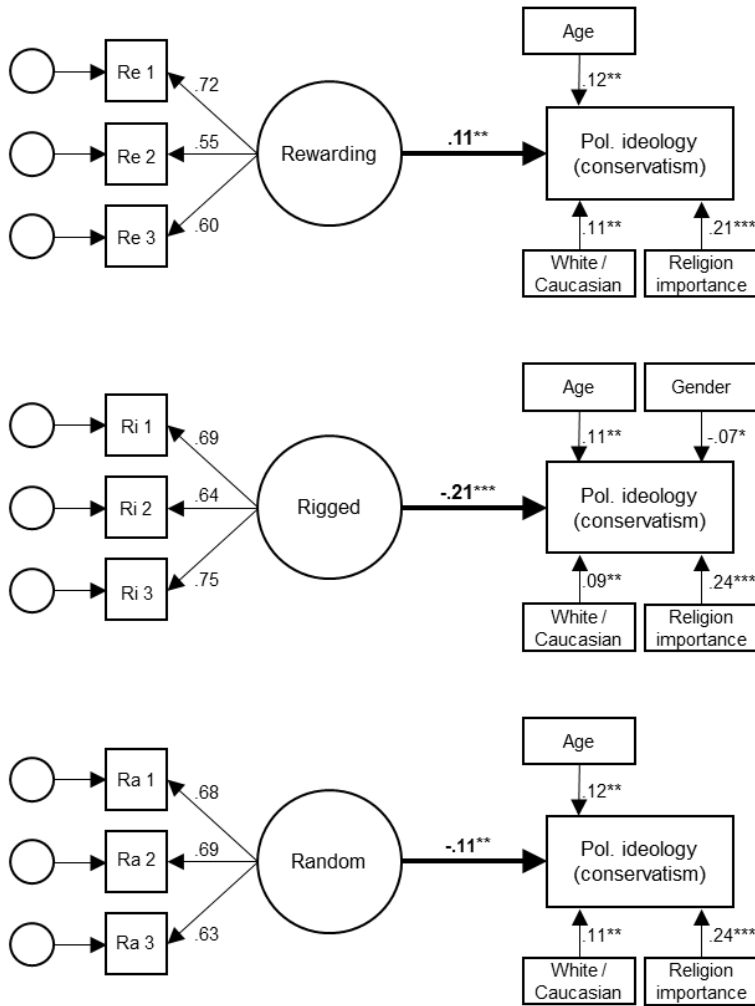 Age
Re 1
.72
.12**
Re 2
.55
Rewarding
.11**
Pol. ideology
(conservatism)
Re 3
.60
.11**
.21***
White /
Caucasian
Religion
importance
Age
Gender
Ri 1
.69
.11**
-.07*
Ri 2
.64
Rigged
-.21***
Pol. ideology
(conservatism)
Ri 3
.75
.09**
.24***
White /
Caucasian
Religion
importance
Age
Ra 1
.68
.12**
Ra 2
.69
Random
-.11**
Pol. ideology
(conservatism)
Ra 3
.63
.11**
.24***
White /
Caucasian
Religion
importance